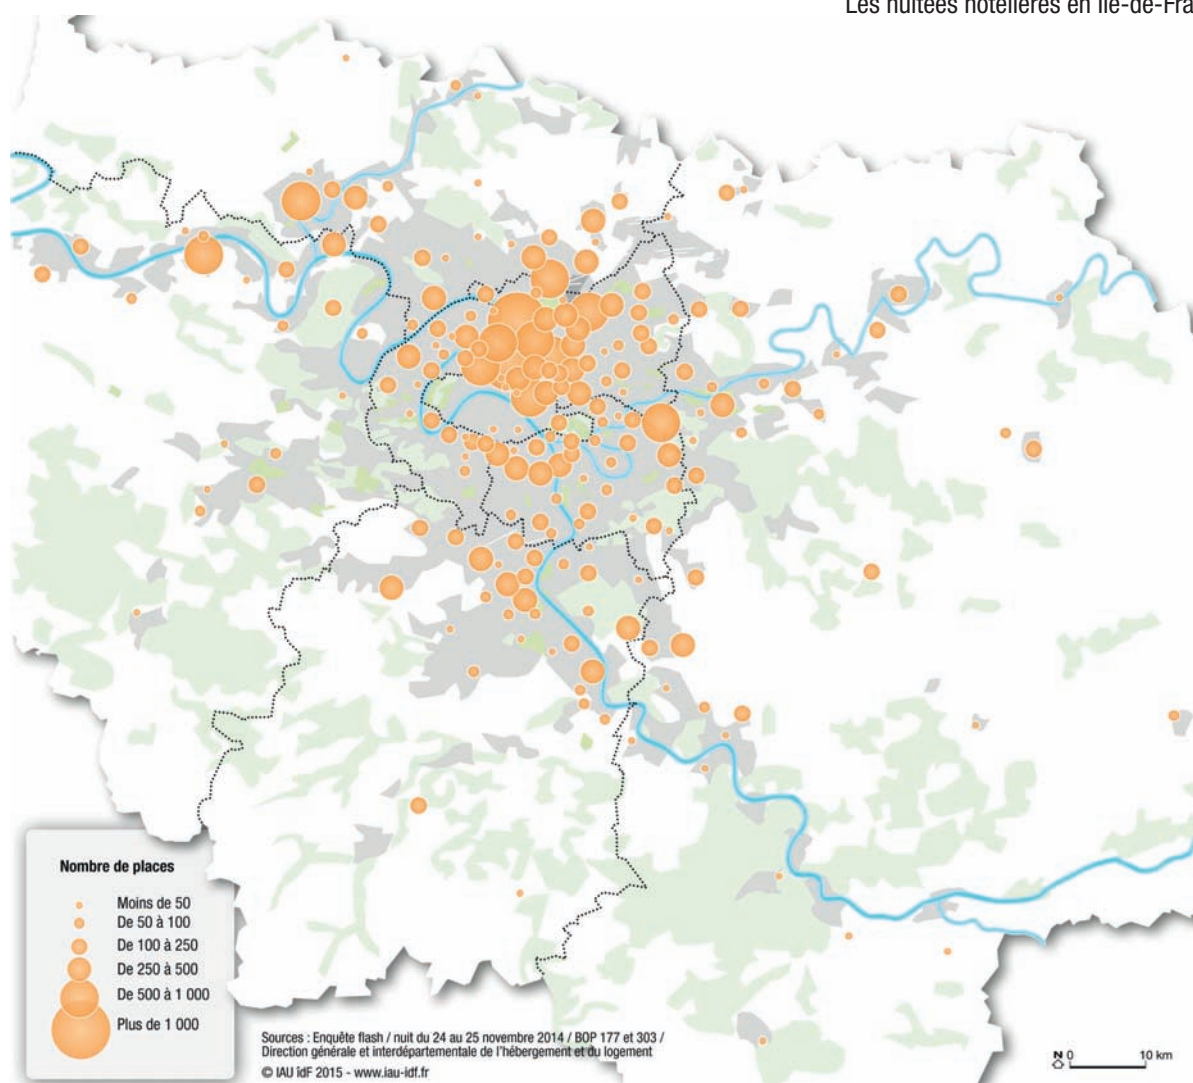 Les nuitées hôtelières en Île-de-Fra
Nombre de places
Moins de 50
De 50 à 100
De 100 à 250
De 250 à 500
De 500 à 1 000
Plus de 1 000
Sources : Enquête flash / nuit du 24 au 25 novembre 2014 / BOP 177 et 303 /
Direction générale et interdépartementale de l'hébergement et du logement
© IAU îdF 2015 - www.iau-idf.fr
N 0 10 km